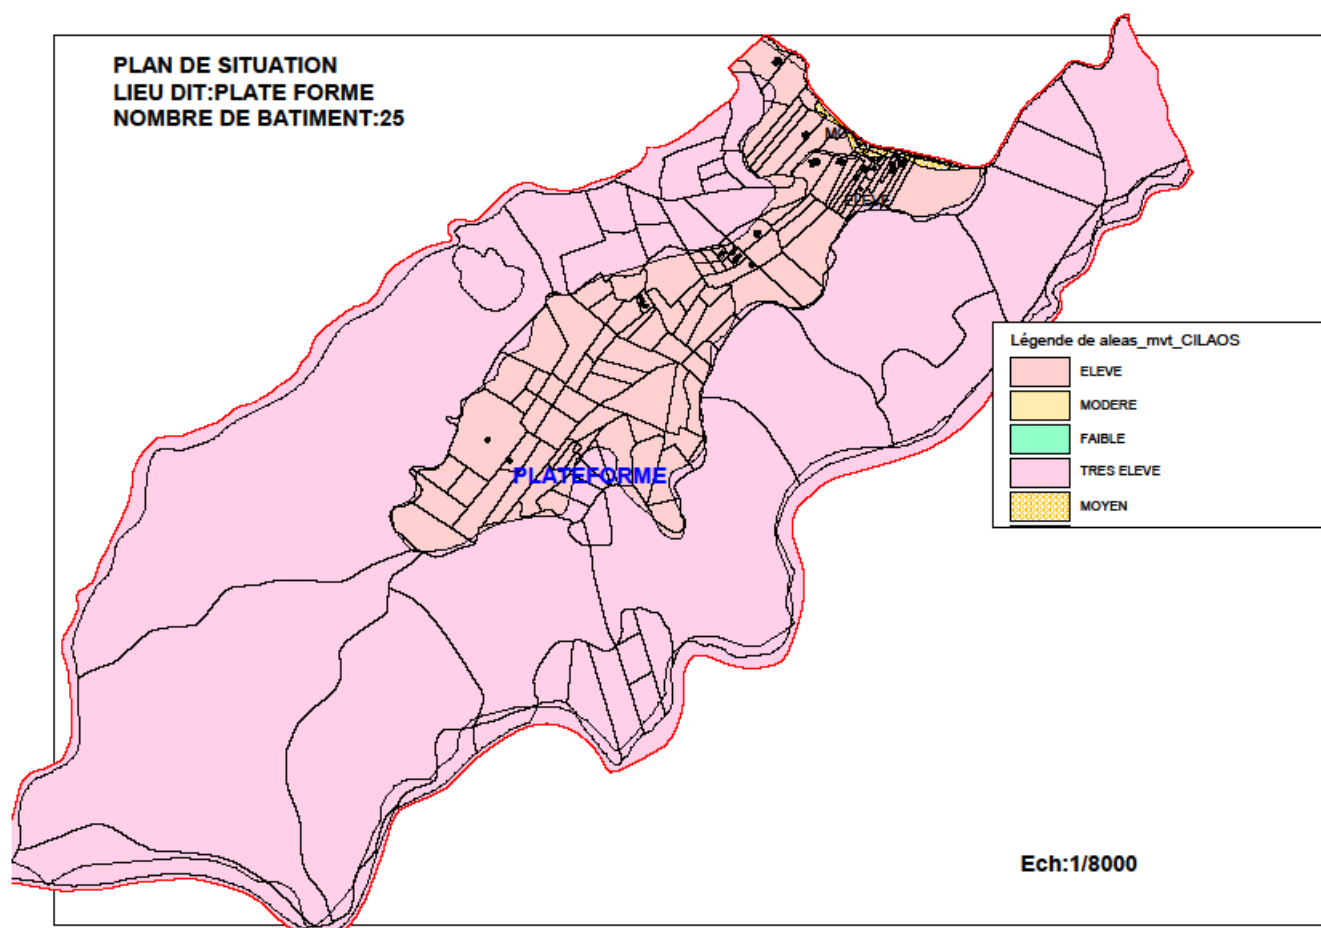 PLAN DE SITUATION
LIEU DIT:PLATE FORME
NOMBRE DE BATIMENT:25
ELEVE
PLATEFORME
Légende de aleas_mvt_CILAOS
ELEVE
MODERE
FAIBLE
TRES ELEVE
MOYEN
Ech:1/8000